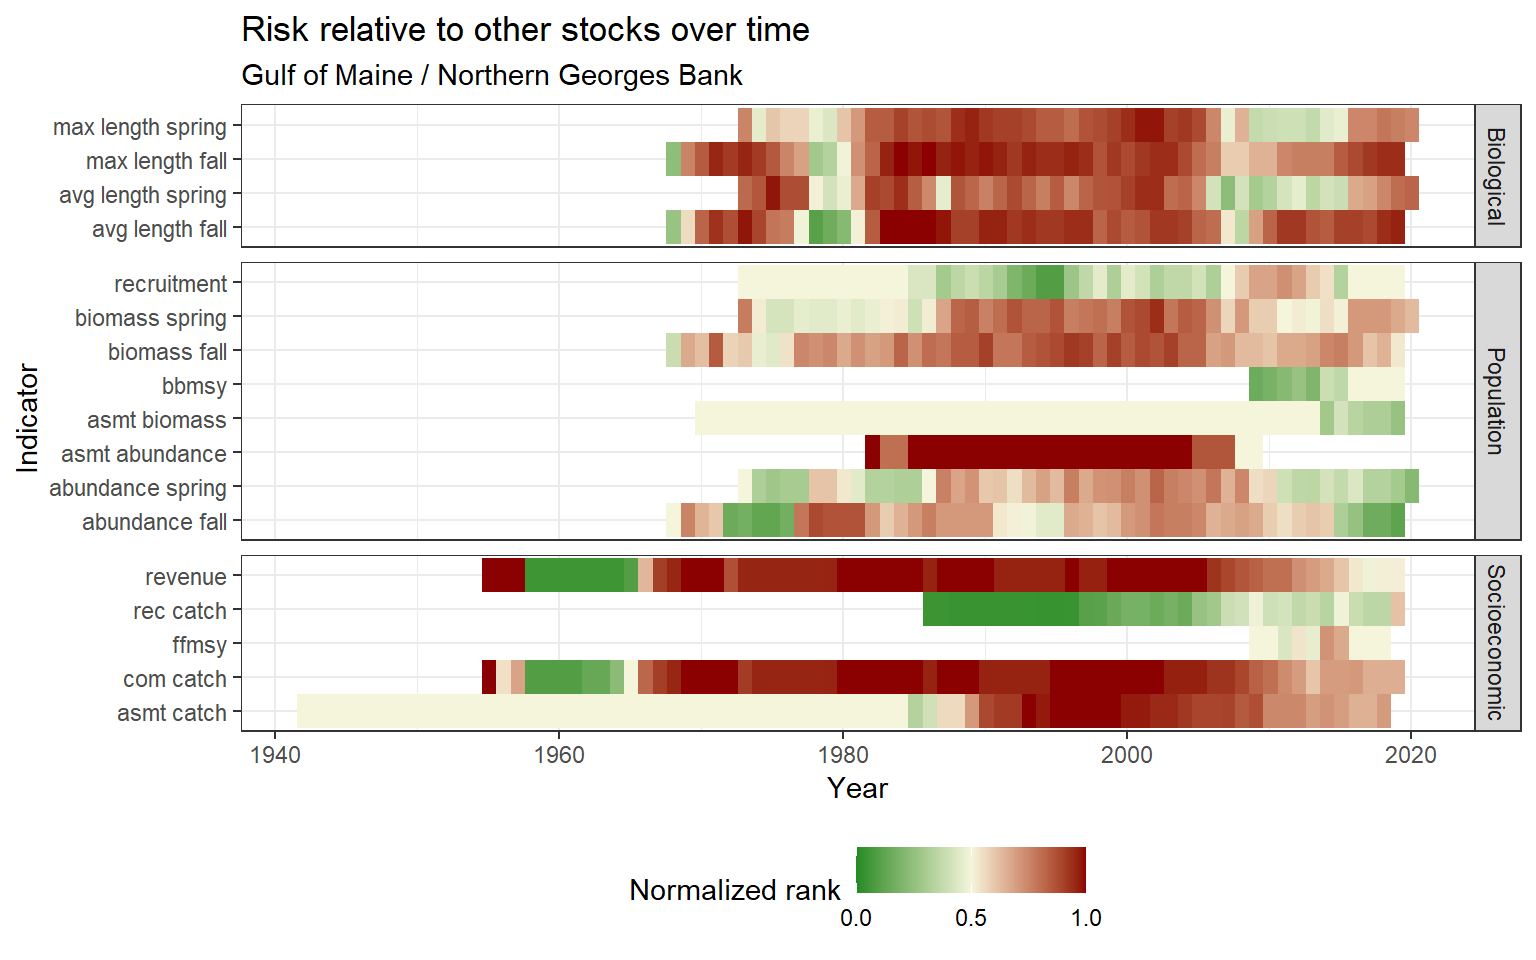 Risk relative to other stocks over time
Gulf of Maine / Northern Georges Bank
max length spring
max length fall
avg length spring
avg length fall
Biological
recruitment
biomass spring
biomass fall
bbmsy
asmt biomass
asmt abundance
abundance spring
abundance fall
Population
revenue
rec catch
ffmsy
com catch
asmt catch
Socioeconomic
Indicator
1940 1960 1980 2000 2020
Year
Normalized rank
0.0 0.5 1.0